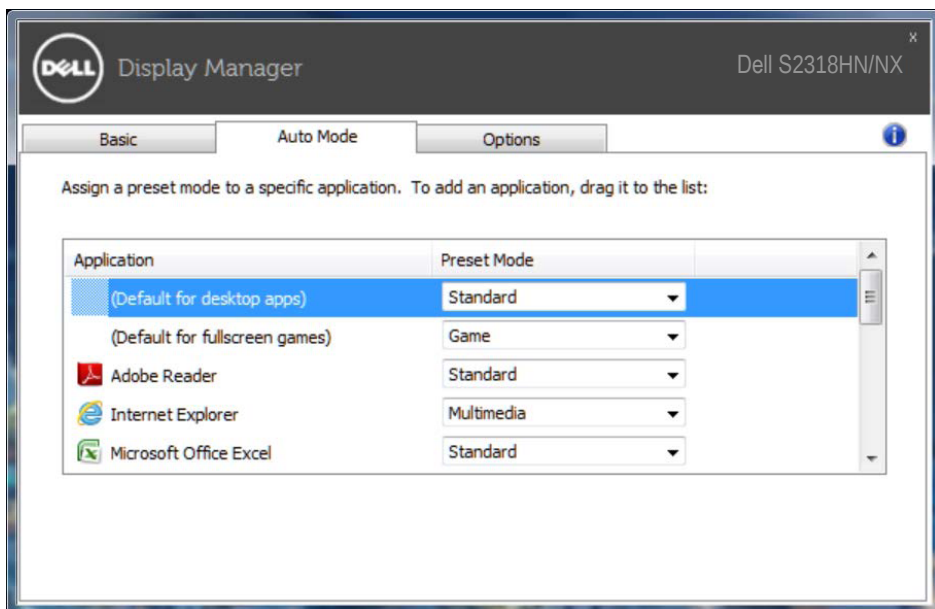 x
DELL Display Manager Dell S2318HN/NX
Basic Auto Mode Options i
Assign a preset mode to a specific application. To add an application, drag it to the list:
Application Preset Mode
(Default for desktop apps) Standard
(Default for fullscreen games) Game
Adobe Reader Standard
Internet Explorer Multimedia
Microsoft Office Excel Standard